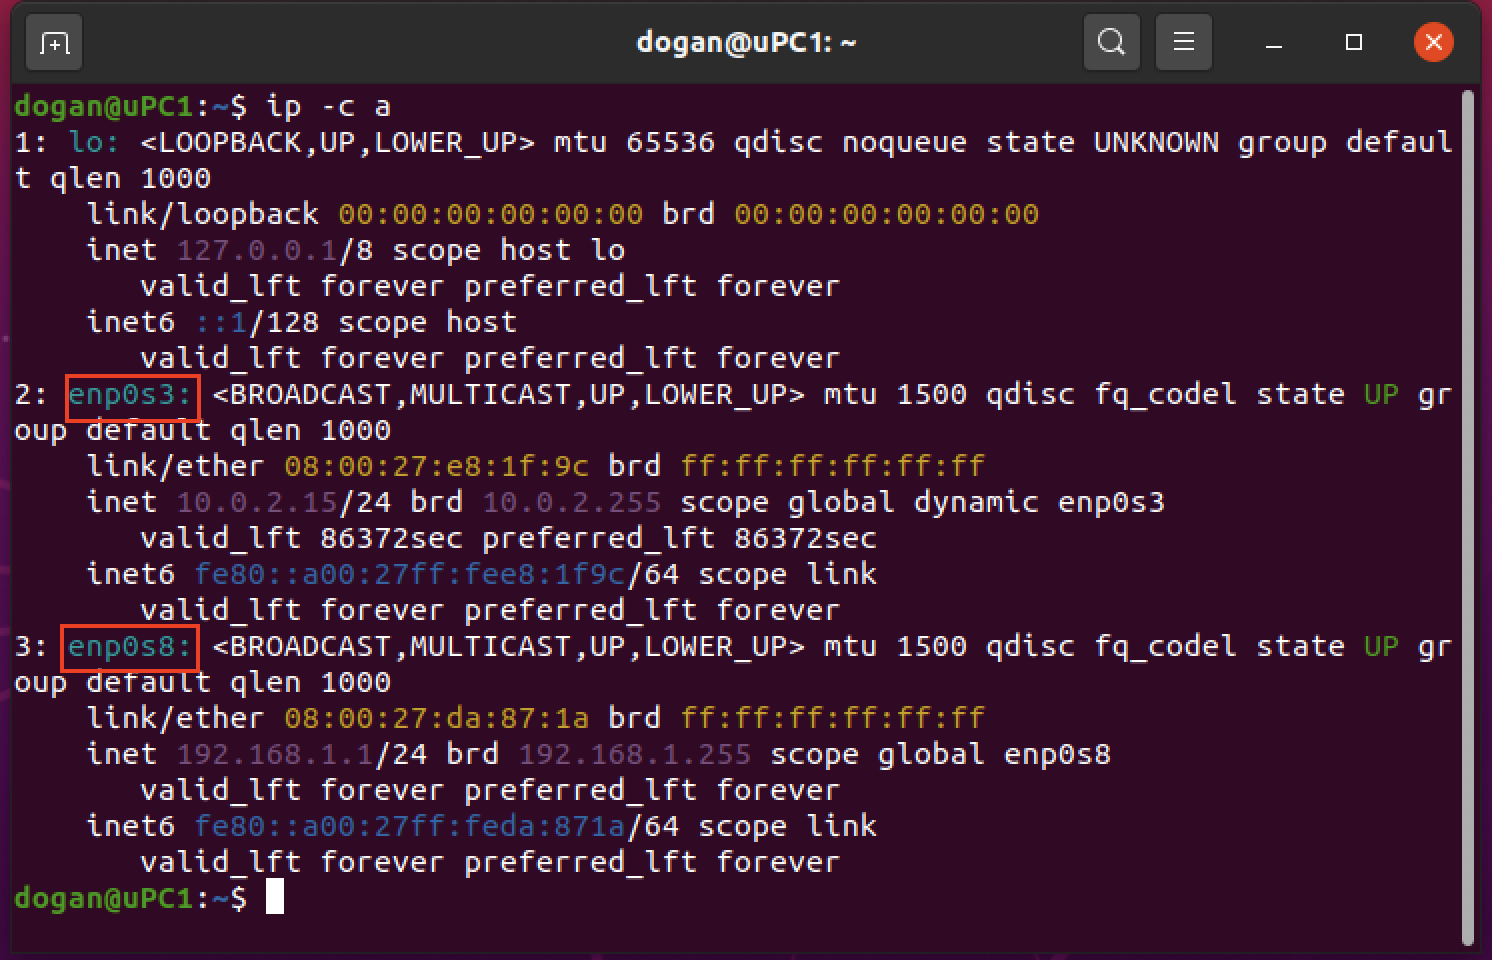 dogan@uPC1: ~
dogan@uPC1:~$ ip -c a
1: lo: <LOOPBACK,UP,LOWER_UP> mtu 65536 qdisc noqueue state UNKNOWN group defaul
t qlen 1000
    link/loopback 00:00:00:00:00:00 brd 00:00:00:00:00:00
    inet 127.0.0.1/8 scope host lo
       valid_lft forever preferred_lft forever
    inet6 ::1/128 scope host
       valid_lft forever preferred_lft forever
2: enp0s3: <BROADCAST,MULTICAST,UP,LOWER_UP> mtu 1500 qdisc fq_codel state UP gr
oup default qlen 1000
    link/ether 08:00:27:e8:1f:9c brd ff:ff:ff:ff:ff:ff
    inet 10.0.2.15/24 brd 10.0.2.255 scope global dynamic enp0s3
       valid_lft 86372sec preferred_lft 86372sec
    inet6 fe80::a00:27ff:fee8:1f9c/64 scope link
       valid_lft forever preferred_lft forever
3: enp0s8: <BROADCAST,MULTICAST,UP,LOWER_UP> mtu 1500 qdisc fq_codel state UP gr
oup default qlen 1000
    link/ether 08:00:27:da:87:1a brd ff:ff:ff:ff:ff:ff
    inet 192.168.1.1/24 brd 192.168.1.255 scope global enp0s8
       valid_lft forever preferred_lft forever
    inet6 fe80::a00:27ff:feda:871a/64 scope link
       valid_lft forever preferred_lft forever
dogan@uPC1:~$